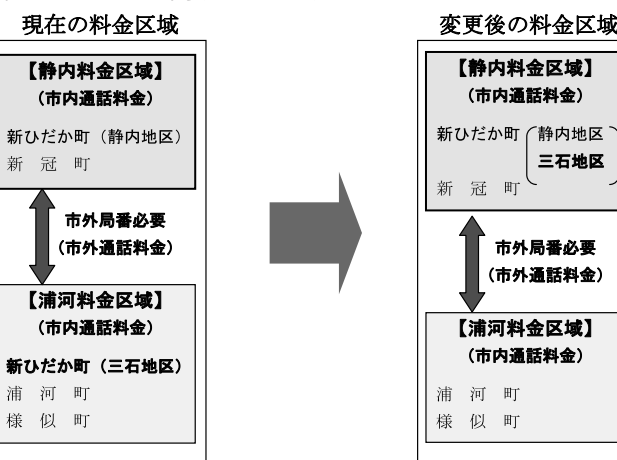 現在の料金区域
【静内料金区域】
(市内通話料金)
新ひだか町（静内地区）
新 冠 町
市外局番必要
(市外通話料金)
【浦河料金区域】
(市内通話料金)
新ひだか町（三石地区）
浦 河 町
様 似 町
変更後の料金区域
【静内料金区域】
(市内通話料金)
新ひだか町（静内地区
三石地区）
新 冠 町
市外局番必要
(市外通話料金)
【浦河料金区域】
(市内通話料金)
浦 河 町
様 似 町